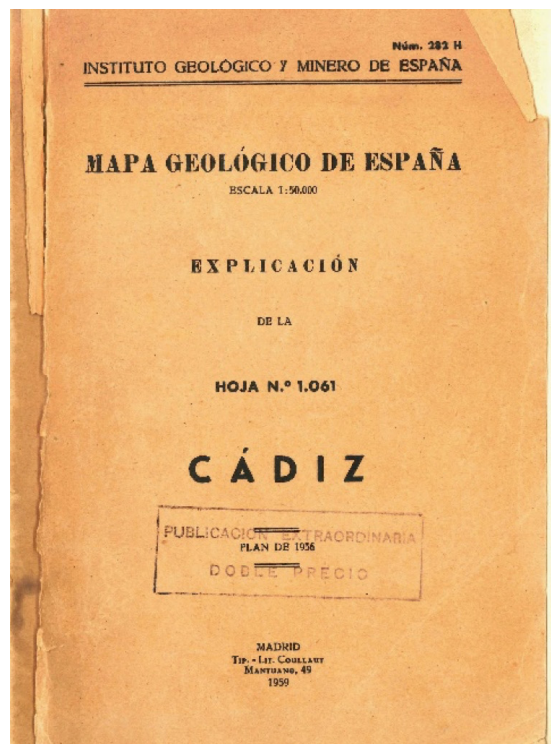 Núm. 282 H
INSTITUTO GEOLÓGICO Y MINERO DE ESPAÑA
MAPA GEOLÓGICO DE ESPAÑA
ESCALA 1:50.000
EXPLICACIÓN
DE LA
HOJA N.º 1.061
CÁDIZ
PUBLICACION EXTRAORDINARIA
PLAN DE 1956
DOBLE PRECIO
MADRID
Tip. - Lit. Coullaut
Mantuano, 49
1959